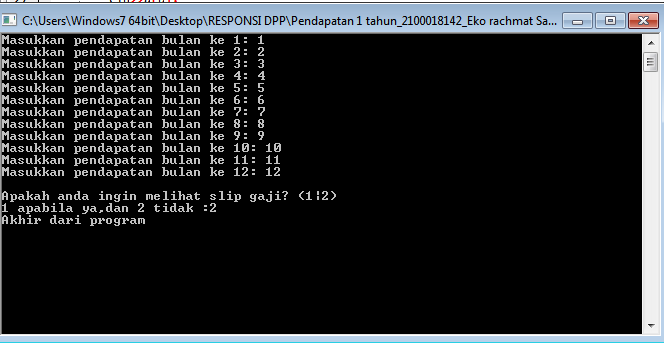 C:\Users\Windows7 64bit\Desktop\RESPONSI DPP\Pendapatan 1 tahun_2100018142_Eko rachmat Sa...
Masukkan pendapatan bulan ke 1: 1
Masukkan pendapatan bulan ke 2: 2
Masukkan pendapatan bulan ke 3: 3
Masukkan pendapatan bulan ke 4: 4
Masukkan pendapatan bulan ke 5: 5
Masukkan pendapatan bulan ke 6: 6
Masukkan pendapatan bulan ke 7: 7
Masukkan pendapatan bulan ke 8: 8
Masukkan pendapatan bulan ke 9: 9
Masukkan pendapatan bulan ke 10: 10
Masukkan pendapatan bulan ke 11: 11
Masukkan pendapatan bulan ke 12: 12
Apakah anda ingin melihat slip gaji? (1|2)
1 apabila ya,dan 2 tidak :2
Akhir dari program